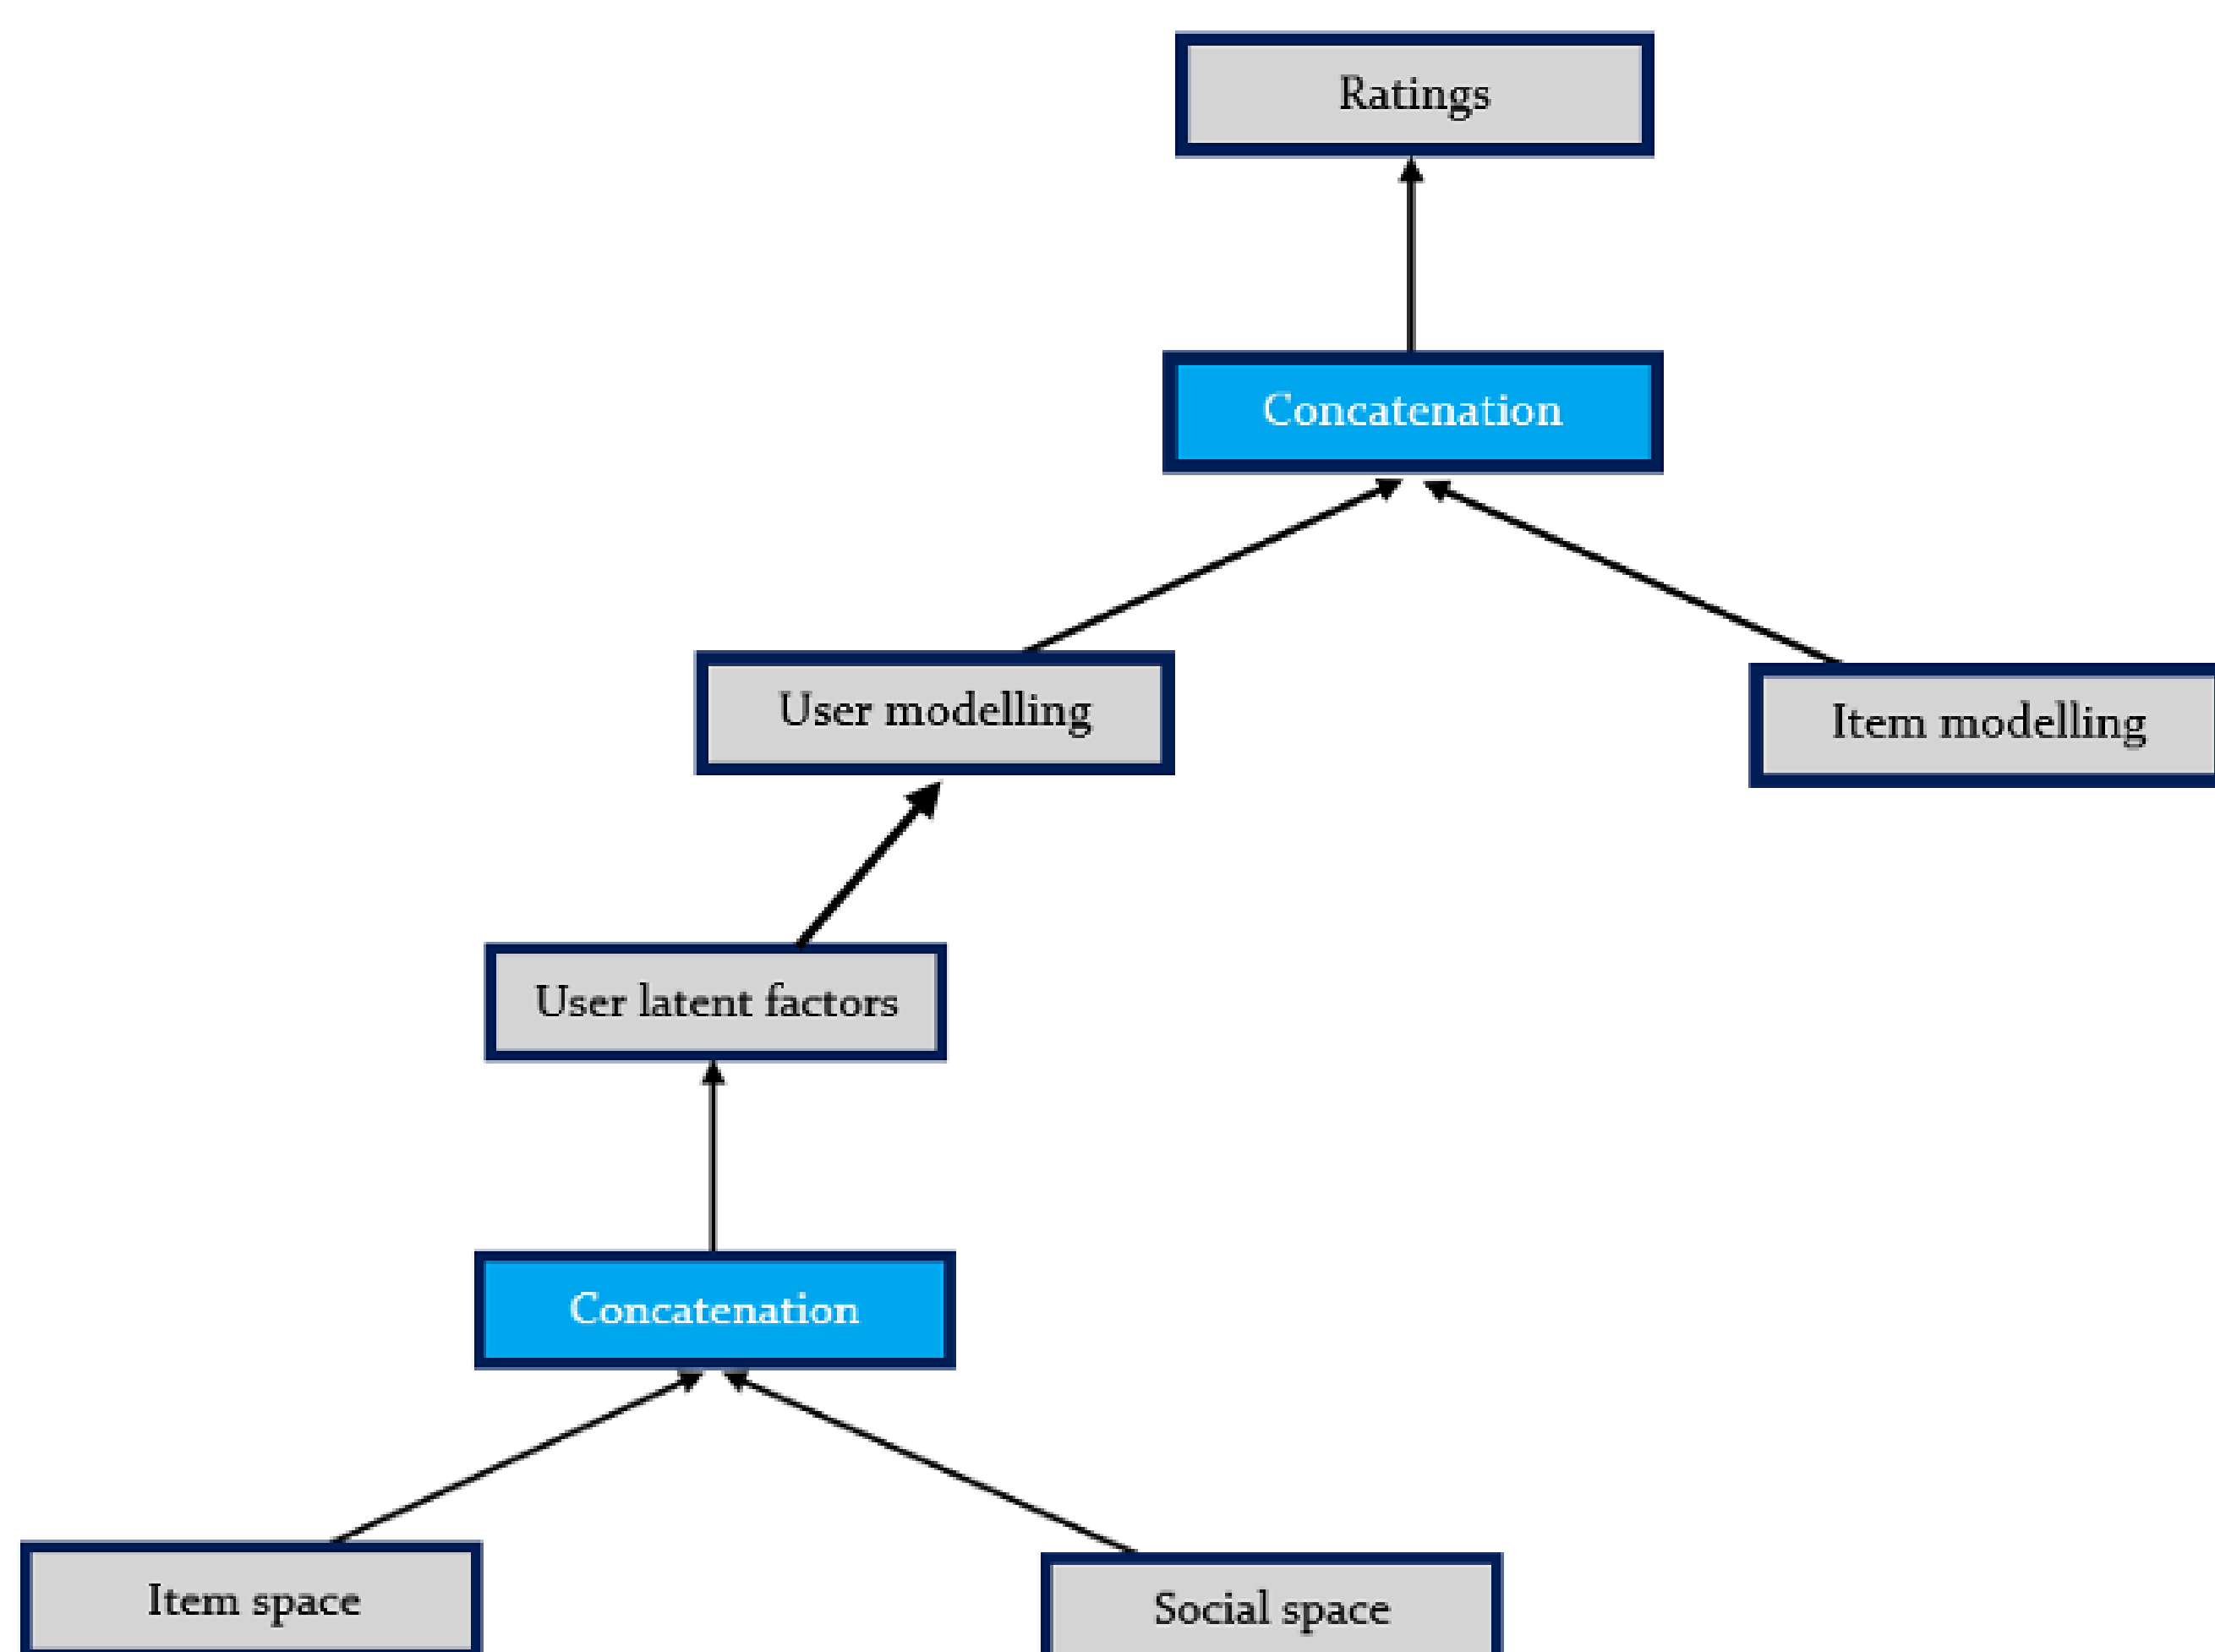 Ratings
Concatenation
User modelling
Item modelling
User latent factors
Concatenation
Item space
Social space